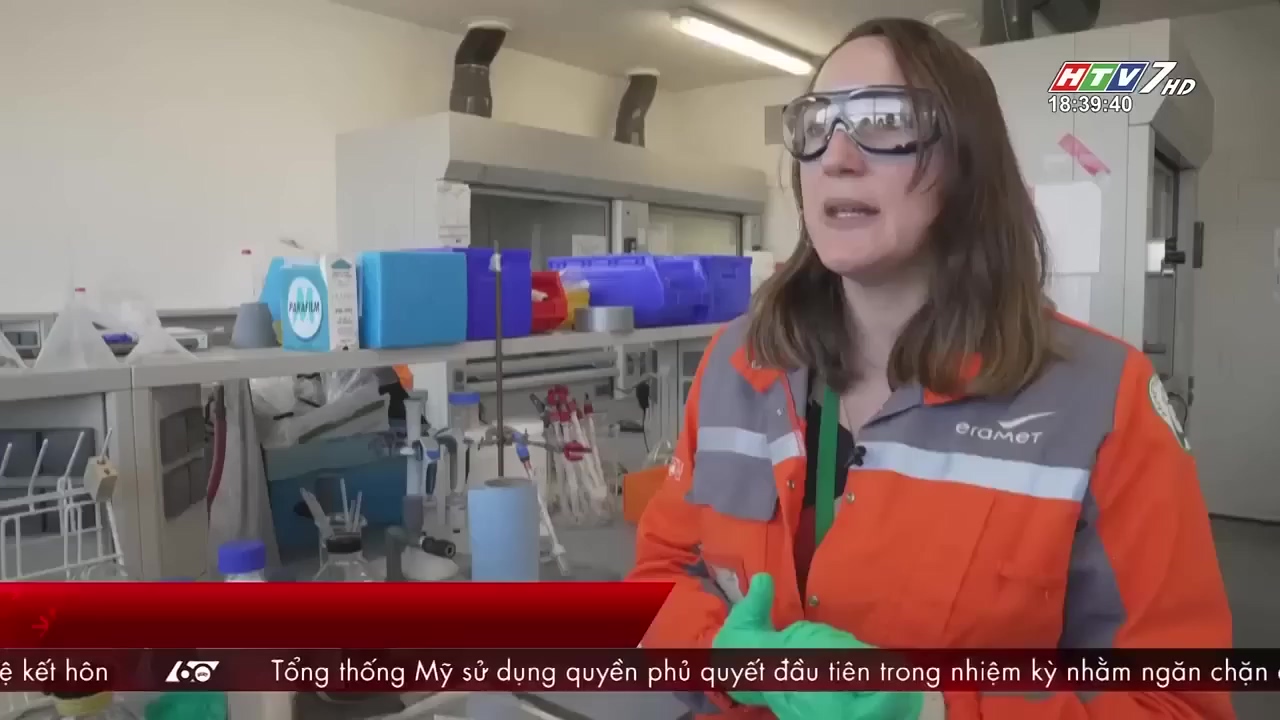 HTV7 HD
18:39:40
PARAFILM
eramet
ệ kết hôn 60 Tổng thống Mỹ sử dụng quyền phủ quyết đầu tiên trong nhiệm kỳ nhằm ngăn chặn